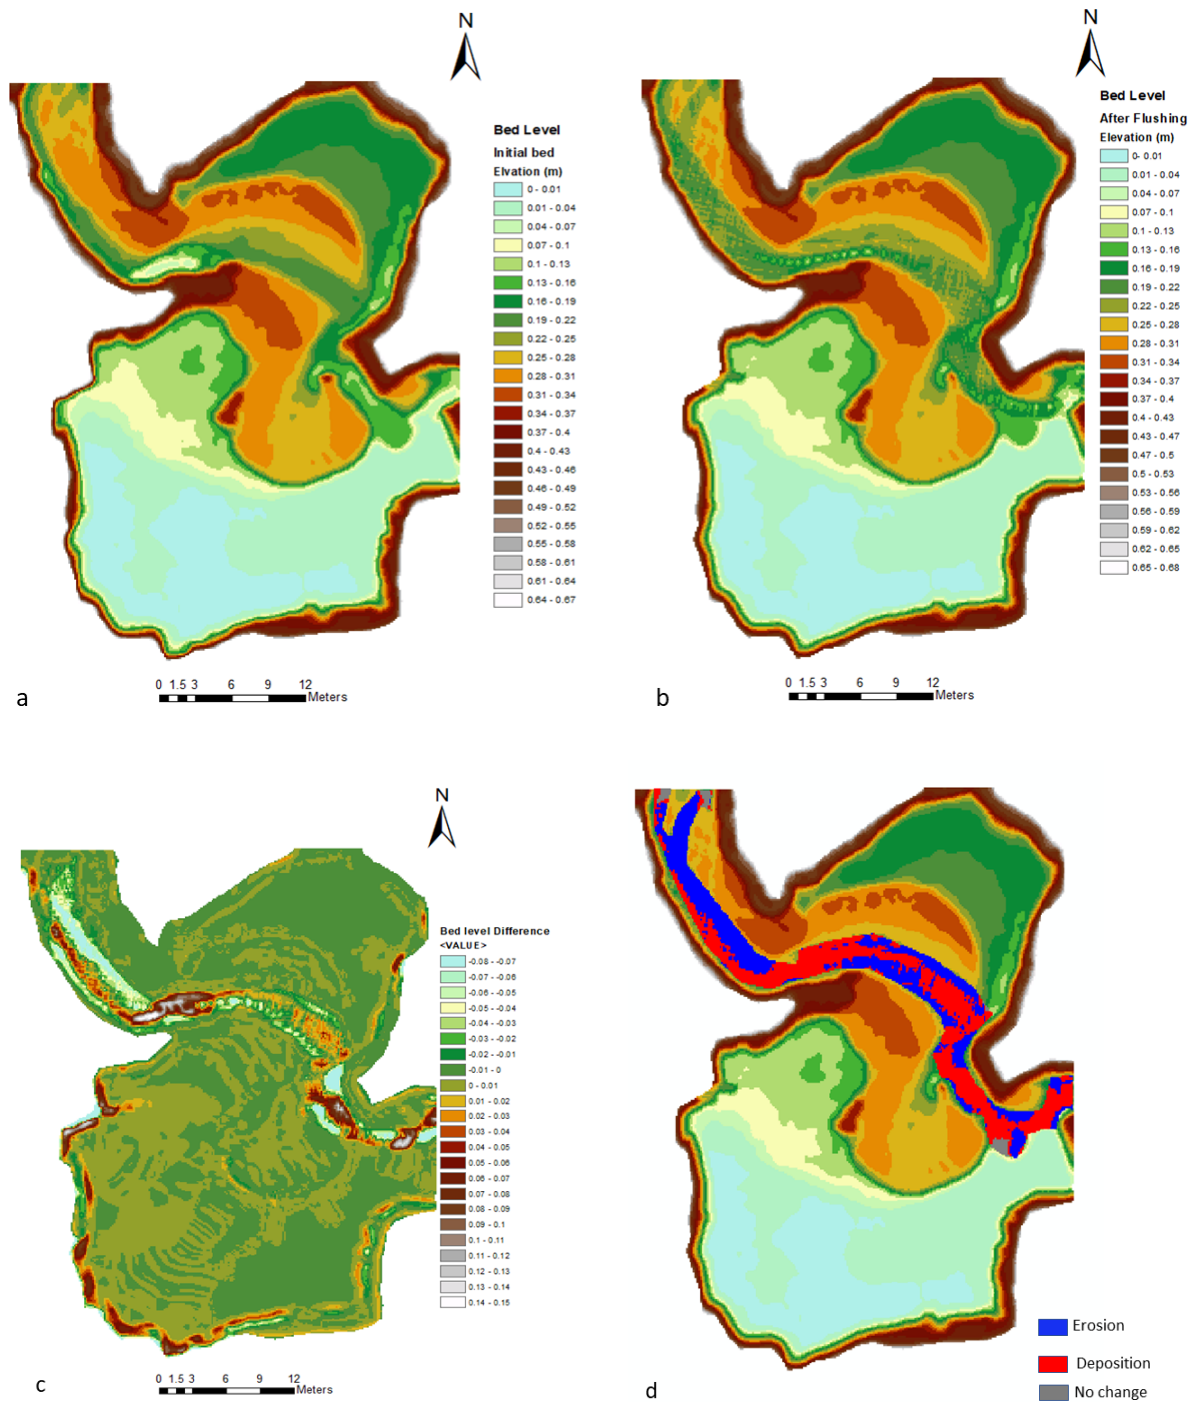 N
Bed Level
Initial bed
Elvation (m)
0 - 0.01
0.01 - 0.04
0.04 - 0.07
0.07 - 0.1
0.1 - 0.13
0.13 - 0.16
0.16 - 0.19
0.19 - 0.22
0.22 - 0.25
0.25 - 0.28
0.28 - 0.31
0.31 - 0.34
0.34 - 0.37
0.37 - 0.4
0.4 - 0.43
0.43 - 0.46
0.46 - 0.49
0.49 - 0.52
0.52 - 0.55
0.55 - 0.58
0.58 - 0.61
0.61 - 0.64
0.64 - 0.67
0 1.5 3 6 9 12
Meters
a
N
Bed Level
After Flushing
Elevation (m)
0- 0.01
0.01 - 0.04
0.04 - 0.07
0.07 - 0.1
0.1 - 0.13
0.13 - 0.16
0.16 - 0.19
0.19 - 0.22
0.22 - 0.25
0.25 - 0.28
0.28 - 0.31
0.31 - 0.34
0.34 - 0.37
0.37 - 0.4
0.4 - 0.43
0.43 - 0.47
0.47 - 0.5
0.5 - 0.53
0.53 - 0.56
0.56 - 0.59
0.59 - 0.62
0.62 - 0.65
0.65 - 0.68
0 1.5 3 6 9 12
Meters
b
N
Bed level Difference
<VALUE>
-0.08 - -0.07
-0.07 - -0.06
-0.06 - -0.05
-0.05 - -0.04
-0.04 - -0.03
-0.03 - -0.02
-0.02 - -0.01
-0.01 - 0
0 - 0.01
0.01 - 0.02
0.02 - 0.03
0.03 - 0.04
0.04 - 0.05
0.05 - 0.06
0.06 - 0.07
0.07 - 0.08
0.08 - 0.09
0.09 - 0.1
0.1 - 0.11
0.11 - 0.12
0.12 - 0.13
0.13 - 0.14
0.14 - 0.15
0 1.5 3 6 9 12
Meters
c
Erosion
Deposition
No change
d